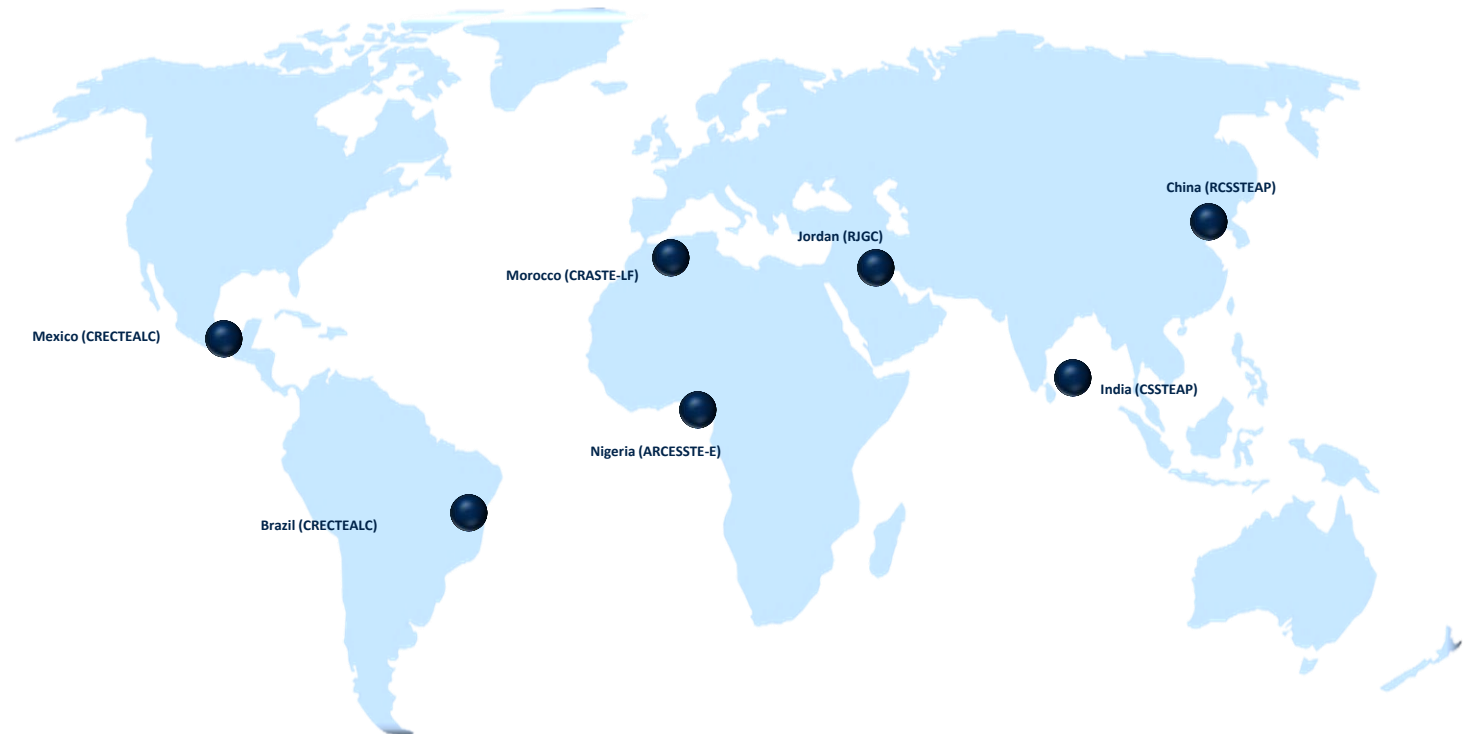 China (RCSSTEAP)
Jordan (RJGC)
Morocco (CRASTE-LF)
Mexico (CRECTEALC)
India (CSSTEAP)
Nigeria (ARCESSTE-E)
Brazil (CRECTEALC)